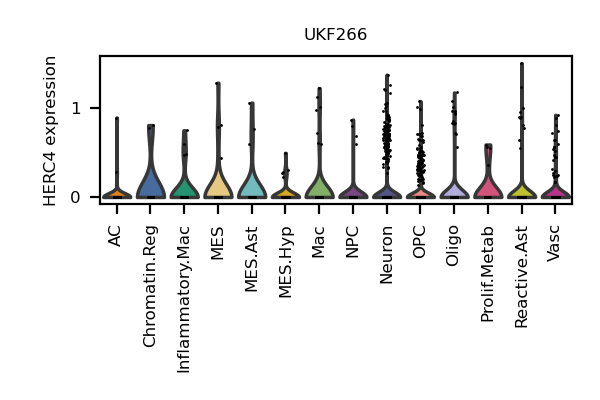 UKF266
HERC4 expression
1
0
AC
Chromatin.Reg
Inflammatory.Mac
MES
MES.Ast
MES.Hyp
Mac
NPC
Neuron
OPC
Oligo
Prolif.Metab
Reactive.Ast
Vasc